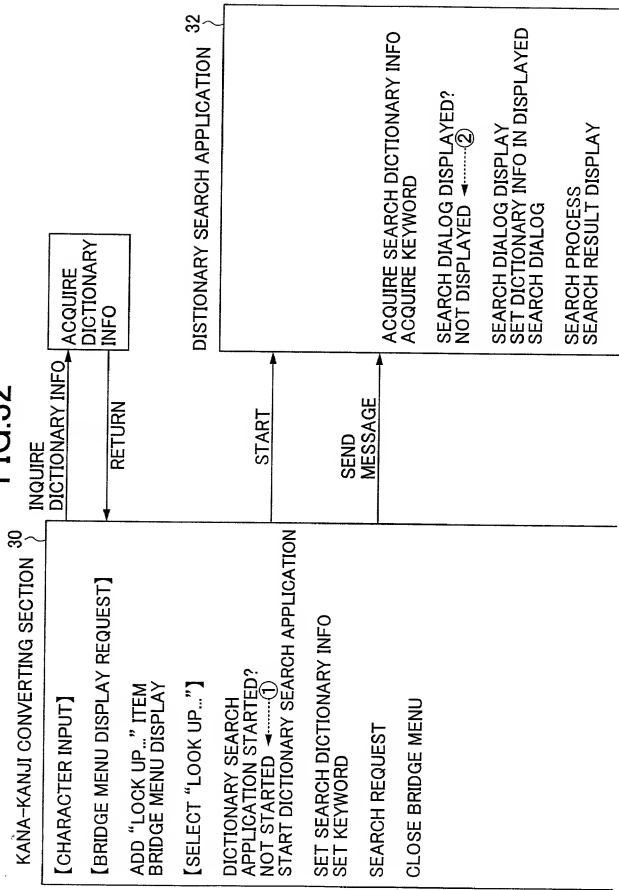 FIG.32
KANA-KANJI CONVERTING SECTION 30
【CHARACTER INPUT】
【BRIDGE MENU DISPLAY REQUEST】
ADD “LOCK UP...” ITEM
BRIDGE MENU DISPLAY
【SELECT “LOOK UP...”】
DICTIONARY SEARCH
APPLICATION STARTED?
NOT STARTED ①
START DICTIONARY SEARCH APPLICATION
SET SEARCH DICTIONARY INFO
SET KEYWORD
SEARCH REQUEST
CLOSE BRIDGE MENU
INQUIRE
DICTIONARY INFO
RETURN
START
SEND
MESSAGE
ACQUIRE
DICTIONARY
INFO
DISTIONARY SEARCH APPLICATION 32
ACQUIRE SEARCH DICTIONARY INFO
ACQUIRE KEYWORD
SEARCH DIALOG DISPLAYED?
NOT DISPLAYED ②
SEARCH DIALOG DISPLAY
SET DICTIONARY INFO IN DISPLAYED
SEARCH DIALOG
SEARCH PROCESS
SEARCH RESULT DISPLAY